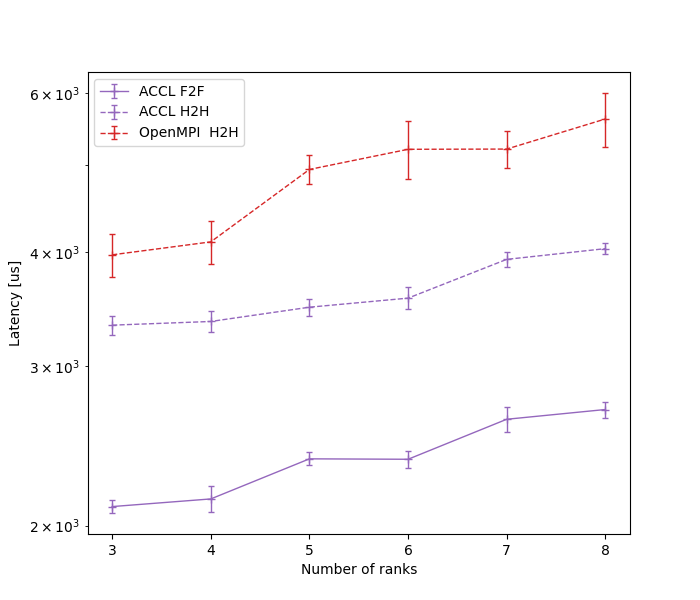 ACCL F2F
ACCL H2H
OpenMPI  H2H
6 × 10³
4 × 10³
3 × 10³
2 × 10³
Latency [us]
3 4 5 6 7 8
Number of ranks